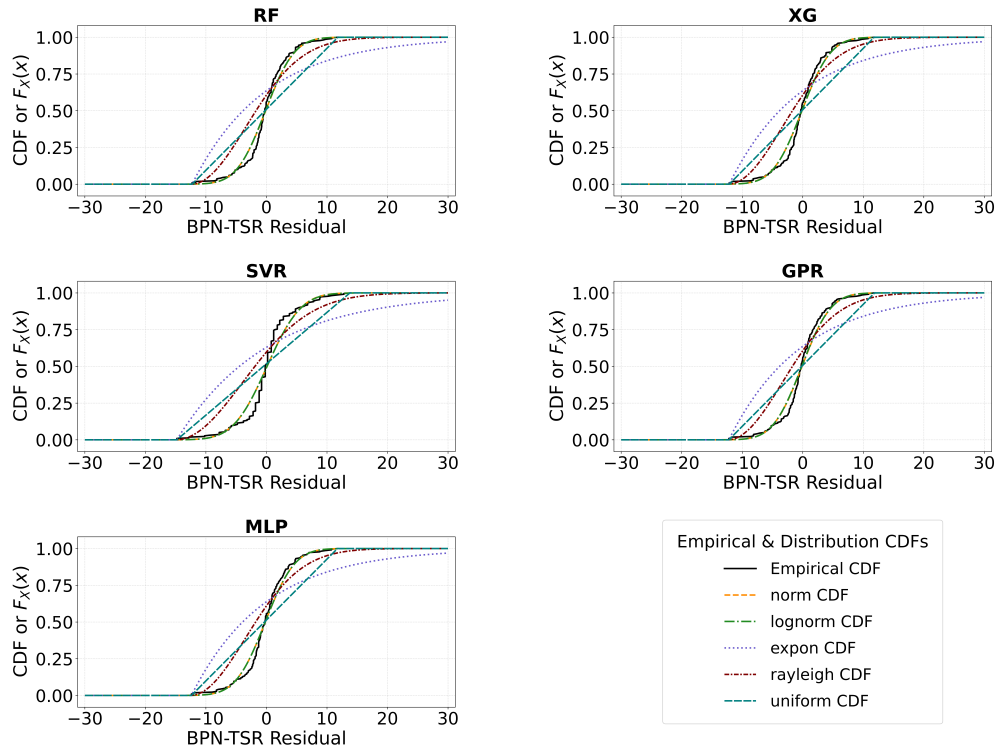 RF
1.00
0.75
0.50
0.25
0.00
CDF or F_X(x)
−30 −20 −10 0 10 20 30
BPN-TSR Residual
XG
1.00
0.75
0.50
0.25
0.00
CDF or F_X(x)
−30 −20 −10 0 10 20 30
BPN-TSR Residual
SVR
1.00
0.75
0.50
0.25
0.00
CDF or F_X(x)
−30 −20 −10 0 10 20 30
BPN-TSR Residual
GPR
1.00
0.75
0.50
0.25
0.00
CDF or F_X(x)
−30 −20 −10 0 10 20 30
BPN-TSR Residual
MLP
1.00
0.75
0.50
0.25
0.00
CDF or F_X(x)
−30 −20 −10 0 10 20 30
BPN-TSR Residual
Empirical & Distribution CDFs
Empirical CDF
norm CDF
lognorm CDF
expon CDF
rayleigh CDF
uniform CDF